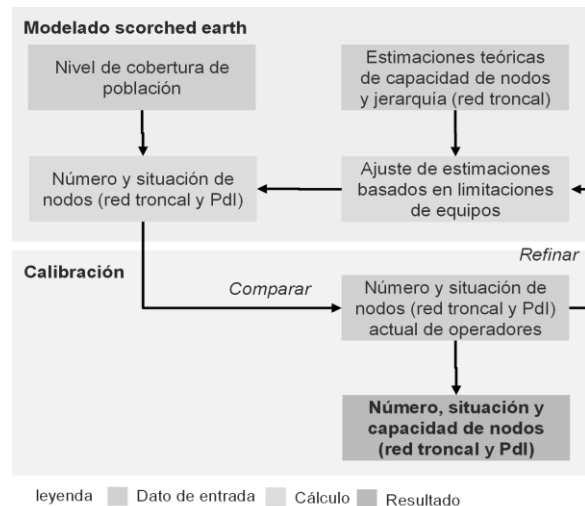 Modelado scorched earth
Nivel de cobertura de
población
Estimaciones teóricas
de capacidad de nodos
y jerarquía (red troncal)
Número y situación de
nodos (red troncal y PdI)
Ajuste de estimaciones
basados en limitaciones
de equipos
Calibración
Comparar
Refinar
Número y situación de
nodos (red troncal y PdI)
actual de operadores
Número, situación y
capacidad de nodos
(red troncal y PdI)
leyenda
Dato de entrada
Cálculo
Resultado